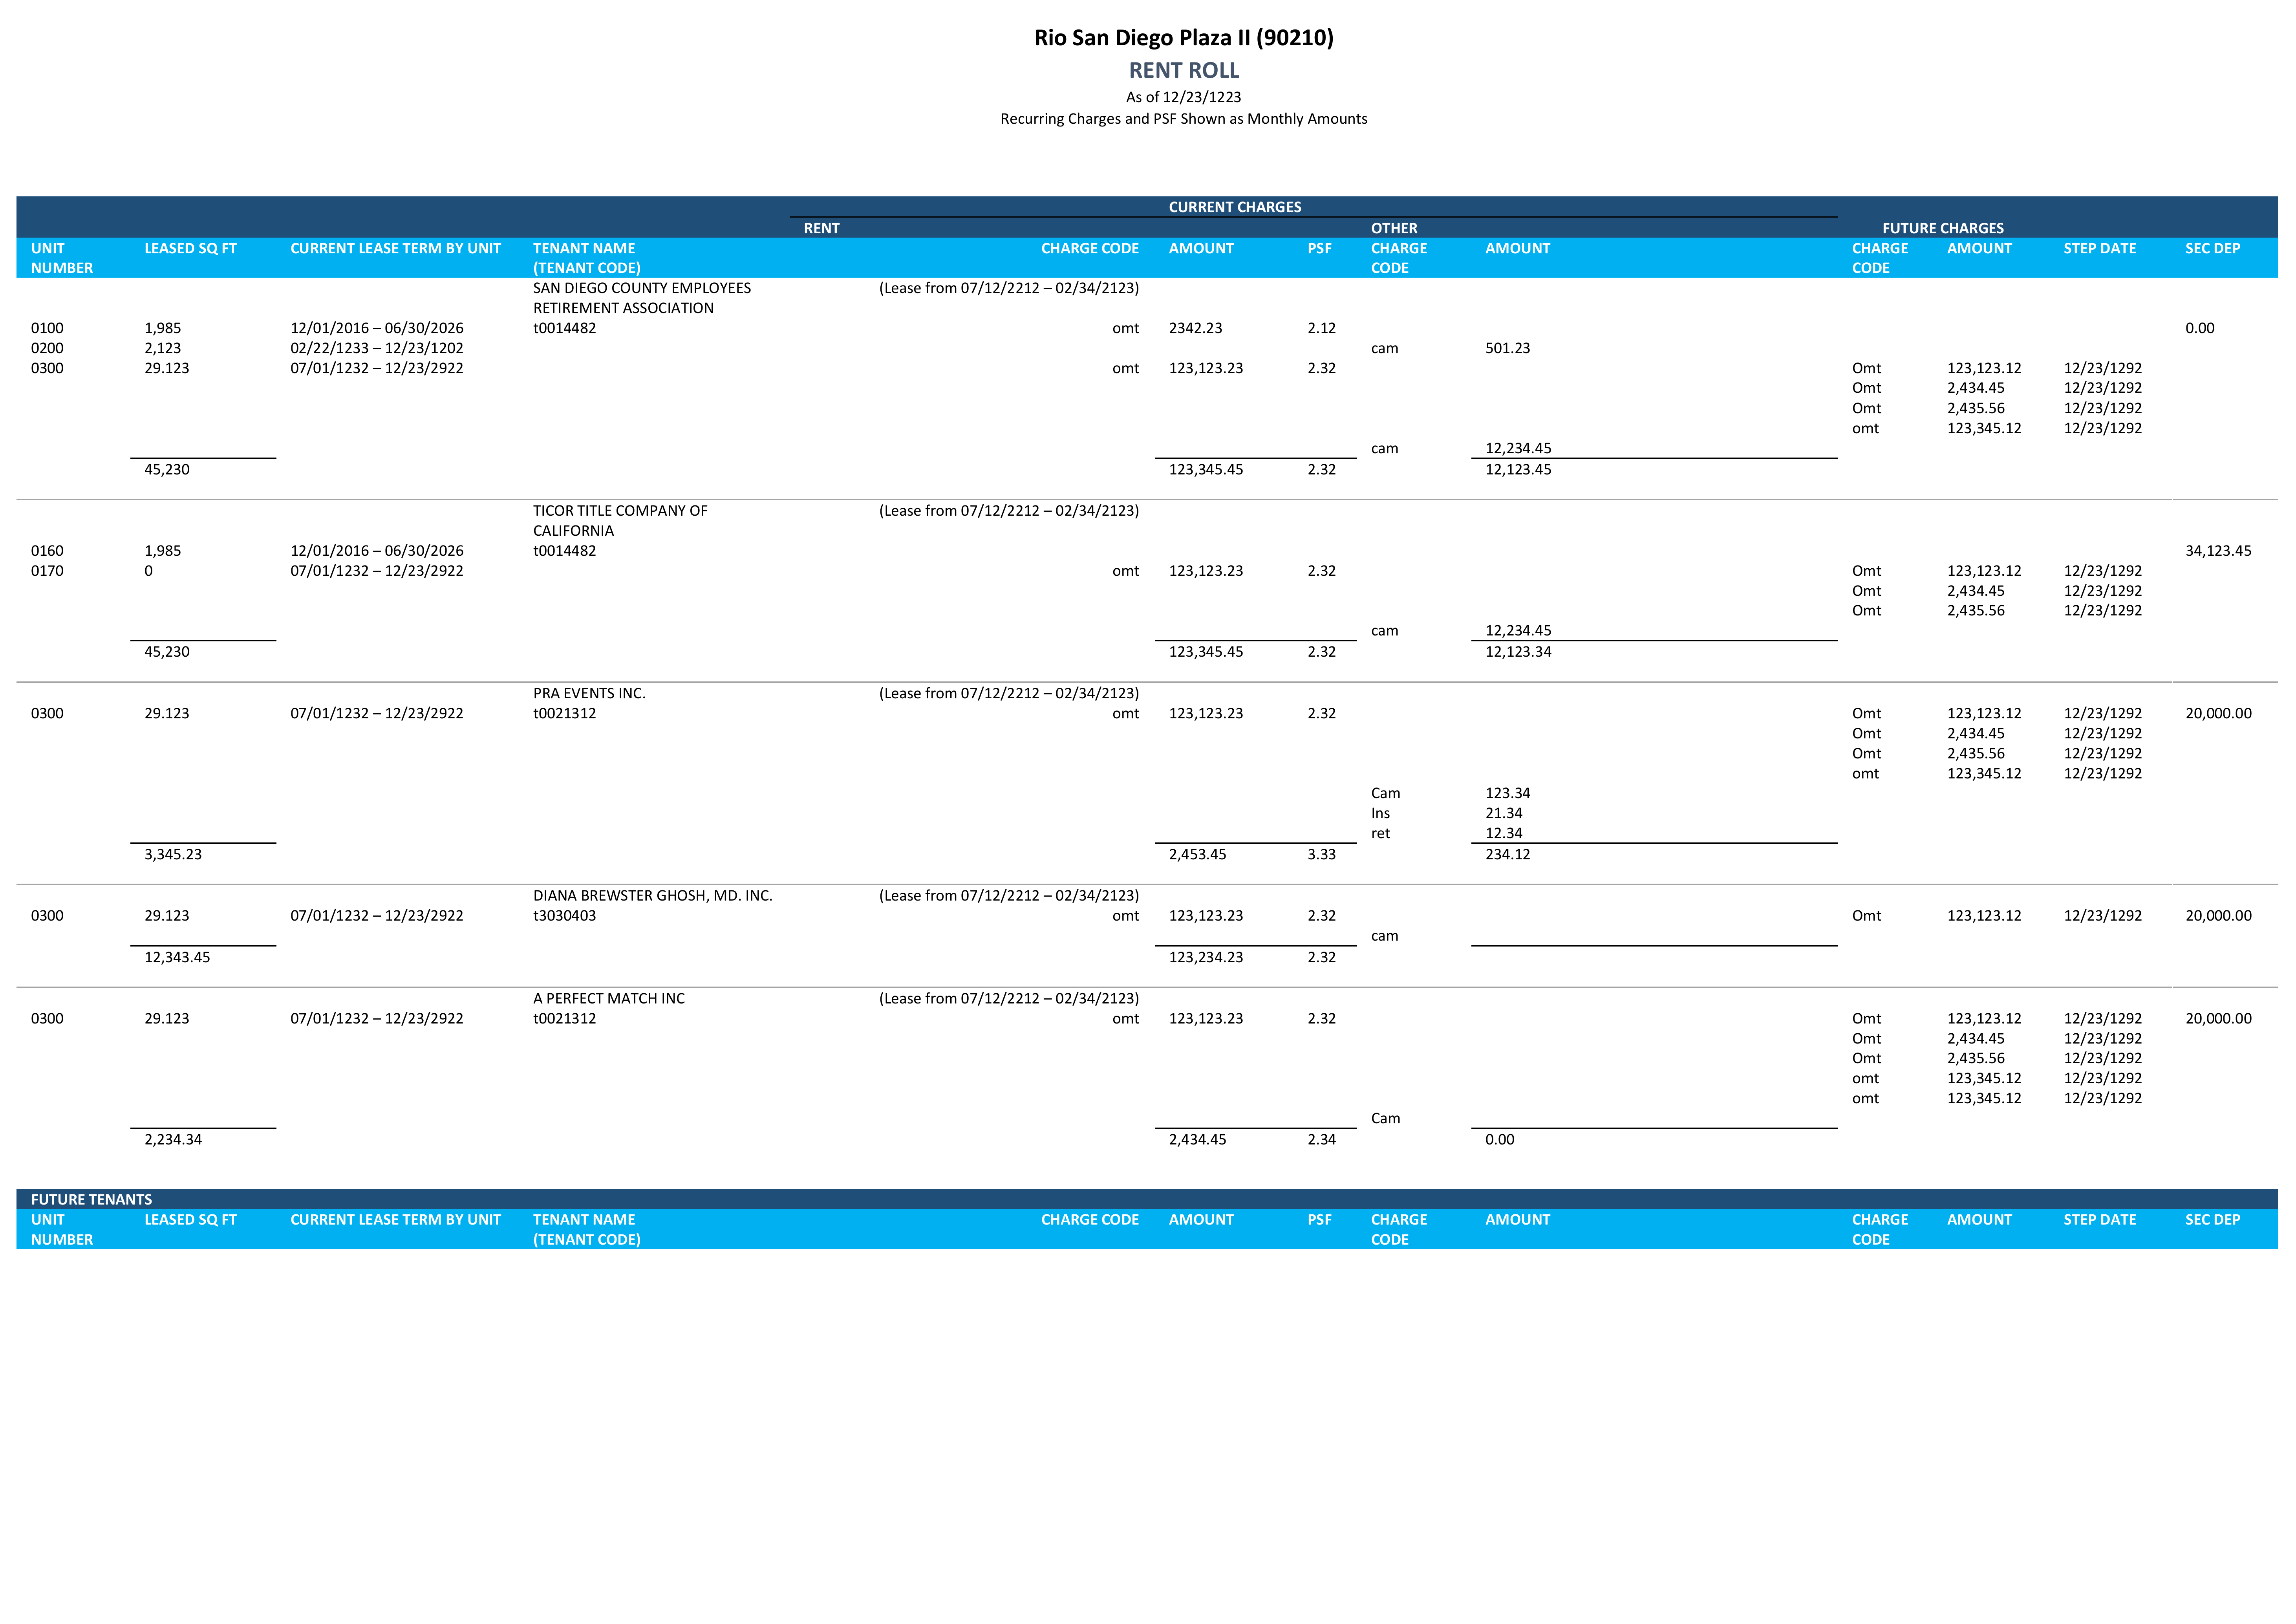 Rio San Diego Plaza II (90210)
RENT ROLL
As of 12/23/1223
Recurring Charges and PSF Shown as Monthly Amounts
CURRENT CHARGES
RENT OTHER FUTURE CHARGES
UNIT LEASED SQ FT CURRENT LEASE TERM BY UNIT TENANT NAME CHARGE CODE AMOUNT PSF CHARGE AMOUNT CHARGE AMOUNT STEP DATE SEC DEP
NUMBER (TENANT CODE) CODE CODE
SAN DIEGO COUNTY EMPLOYEES (Lease from 07/12/2212 – 02/34/2123)
RETIREMENT ASSOCIATION
0100 1,985 12/01/2016 – 06/30/2026 t0014482 omt 2342.23 2.12 0.00
0200 2,123 02/22/1233 – 12/23/1202 cam 501.23
0300 29.123 07/01/1232 – 12/23/2922 omt 123,123.23 2.32 Omt 123,123.12 12/23/1292
Omt 2,434.45 12/23/1292
Omt 2,435.56 12/23/1292
omt 123,345.12 12/23/1292
cam 12,234.45
45,230 123,345.45 2.32 12,123.45
TICOR TITLE COMPANY OF (Lease from 07/12/2212 – 02/34/2123)
CALIFORNIA
0160 1,985 12/01/2016 – 06/30/2026 t0014482 34,123.45
0170 0 07/01/1232 – 12/23/2922 omt 123,123.23 2.32 Omt 123,123.12 12/23/1292
Omt 2,434.45 12/23/1292
Omt 2,435.56 12/23/1292
cam 12,234.45
45,230 123,345.45 2.32 12,123.34
PRA EVENTS INC. (Lease from 07/12/2212 – 02/34/2123)
0300 29.123 07/01/1232 – 12/23/2922 t0021312 omt 123,123.23 2.32 Omt 123,123.12 12/23/1292 20,000.00
Omt 2,434.45 12/23/1292
Omt 2,435.56 12/23/1292
omt 123,345.12 12/23/1292
Cam 123.34
Ins 21.34
ret 12.34
3,345.23 2,453.45 3.33 234.12
DIANA BREWSTER GHOSH, MD. INC. (Lease from 07/12/2212 – 02/34/2123)
0300 29.123 07/01/1232 – 12/23/2922 t3030403 omt 123,123.23 2.32 Omt 123,123.12 12/23/1292 20,000.00
cam
12,343.45 123,234.23 2.32
A PERFECT MATCH INC (Lease from 07/12/2212 – 02/34/2123)
0300 29.123 07/01/1232 – 12/23/2922 t0021312 omt 123,123.23 2.32 Omt 123,123.12 12/23/1292 20,000.00
Omt 2,434.45 12/23/1292
Omt 2,435.56 12/23/1292
omt 123,345.12 12/23/1292
omt 123,345.12 12/23/1292
Cam
2,234.34 2,434.45 2.34 0.00
FUTURE TENANTS
UNIT LEASED SQ FT CURRENT LEASE TERM BY UNIT TENANT NAME CHARGE CODE AMOUNT PSF CHARGE AMOUNT CHARGE AMOUNT STEP DATE SEC DEP
NUMBER (TENANT CODE) CODE CODE